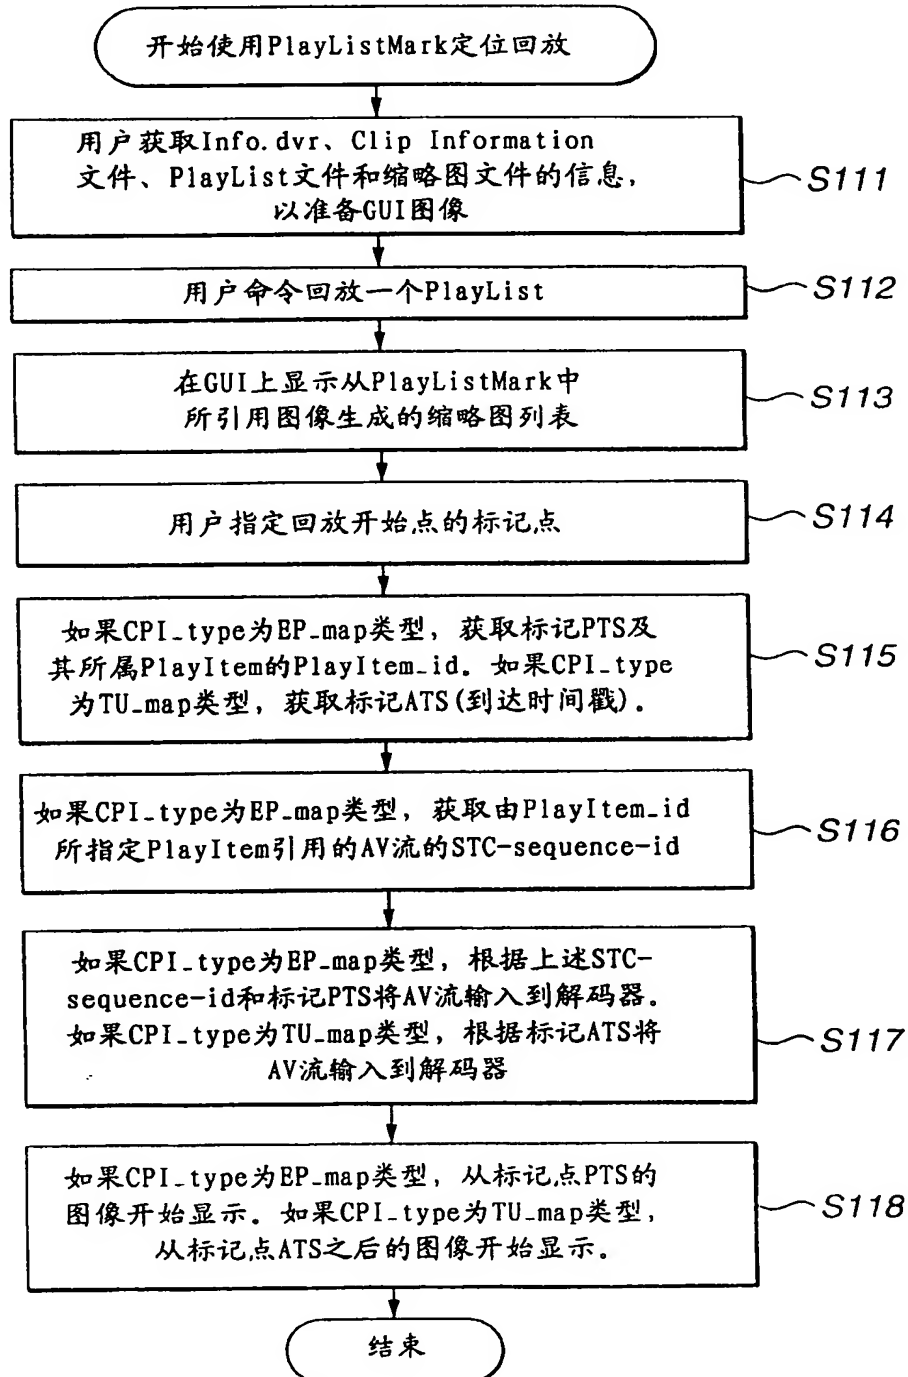 开始使用PlayListMark定位回放
用户获取Info.dvr、Clip Information
文件、PlayList文件和缩略图文件的信息,
以准备GUI图像
S111
用户命令回放一个PlayList
S112
在GUI上显示从PlayListMark中
所引用图像生成的缩略图列表
S113
用户指定回放开始点的标记点
S114
如果CPI_type为EP_map类型, 获取标记PTS及
其所属PlayItem的PlayItem_id. 如果CPI_type
为TU_map类型, 获取标记ATS(到达时间戳).
S115
如果CPI_type为EP_map类型, 获取由PlayItem_id
所指定PlayItem引用的AV流的STC-sequence-id
S116
如果CPI_type为EP_map类型, 根据上述STC-
sequence-id和标记PTS将AV流输入到解码器。
如果CPI_type为TU_map类型, 根据标记ATS将
AV流输入到解码器
S117
如果CPI_type为EP_map类型, 从标记点PTS的
图像开始显示。如果CPI_type为TU_map类型,
从标记点ATS之后的图像开始显示。
S118
结束